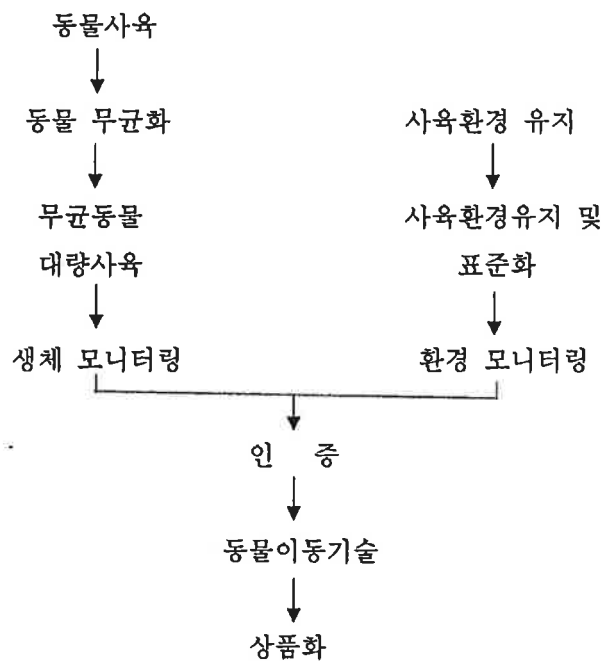 동물사육
동물 무균화
사육환경 유지
무균동물
대량사육
사육환경유지 및
표준화
생체 모니터링
환경 모니터링
인 증
동물이동기술
상품화